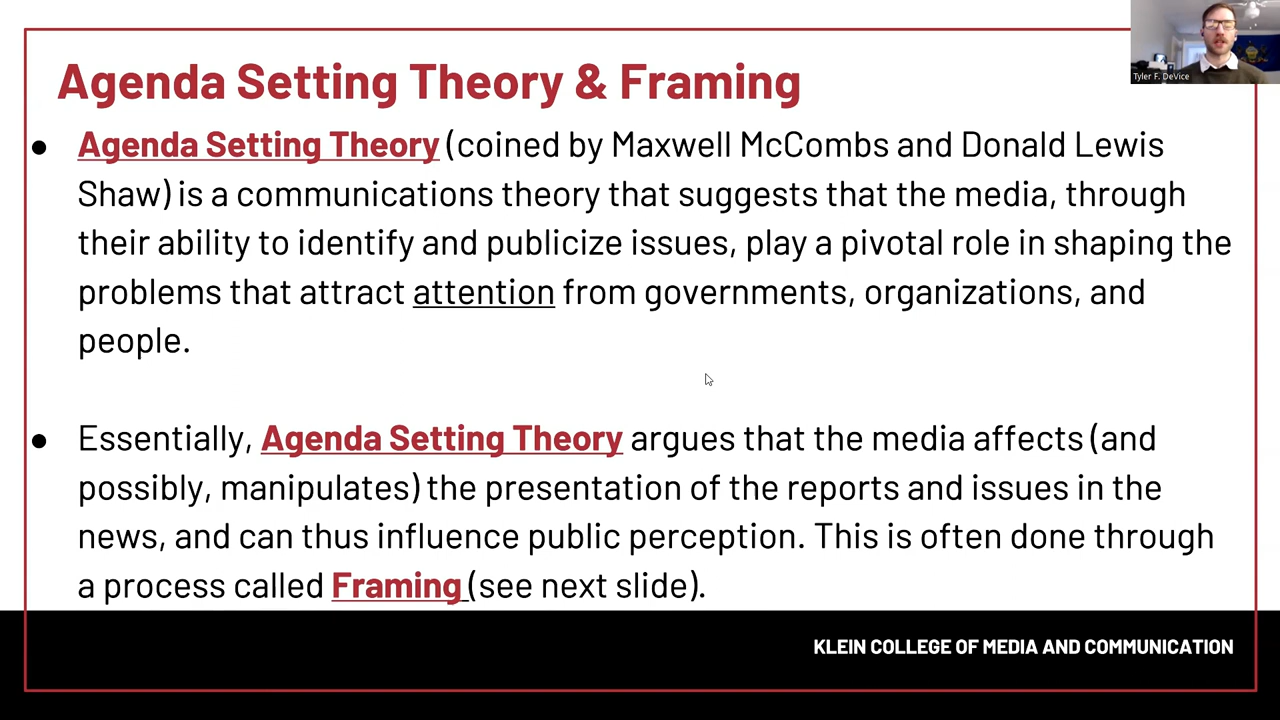 Tyler F. DeVice
Agenda Setting Theory & Framing
● Agenda Setting Theory (coined by Maxwell McCombs and Donald Lewis
Shaw) is a communications theory that suggests that the media, through
their ability to identify and publicize issues, play a pivotal role in shaping the
problems that attract attention from governments, organizations, and
people.
● Essentially, Agenda Setting Theory argues that the media affects (and
possibly, manipulates) the presentation of the reports and issues in the
news, and can thus influence public perception. This is often done through
a process called Framing (see next slide).
KLEIN COLLEGE OF MEDIA AND COMMUNICATION